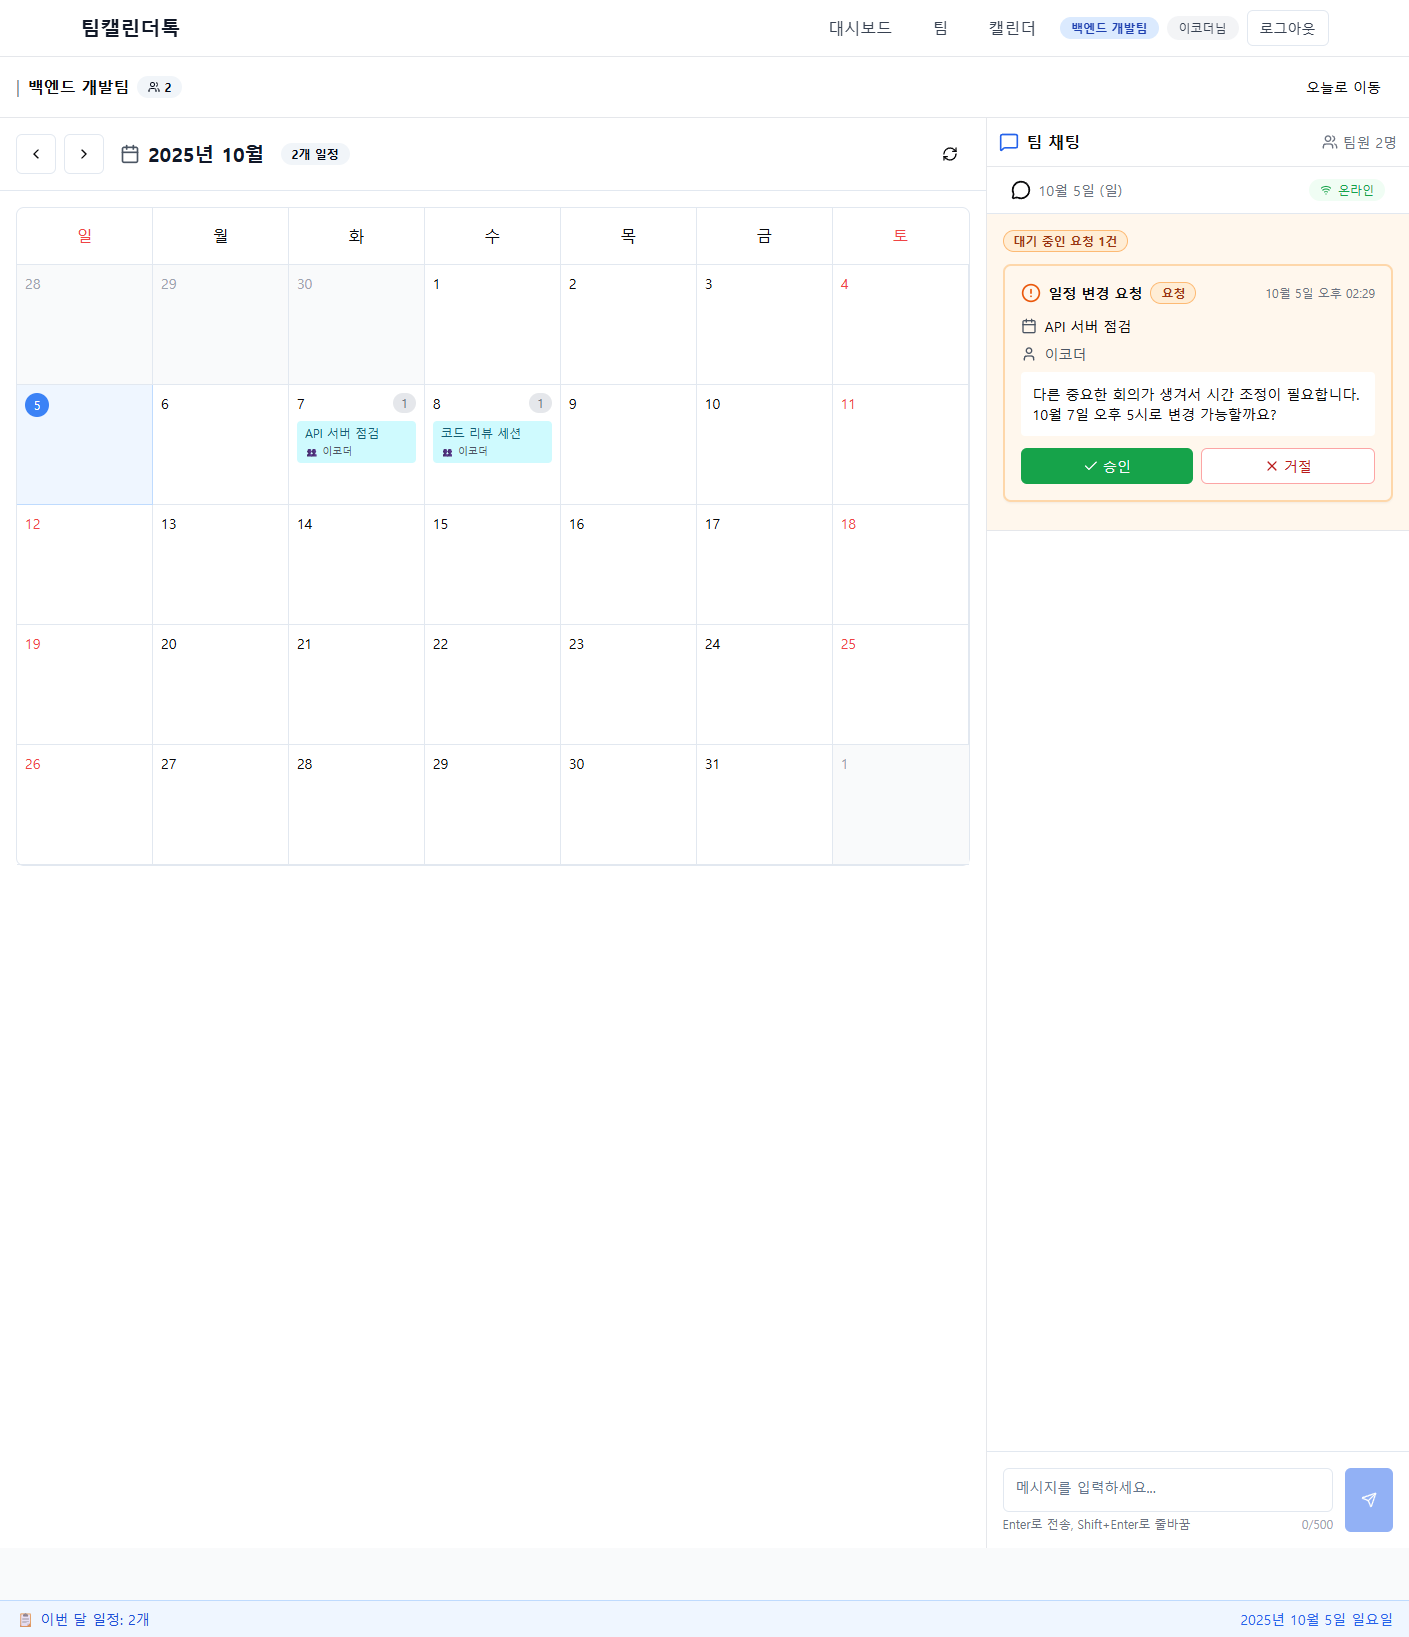 팀캘린더톡
대시보드 팀 캘린더 백엔드 개발팀 이코더님 로그아웃
백엔드 개발팀 2
오늘로 이동
2025년 10월 2개 일정
일 월 화 수 목 금 토
28 29 30 1 2 3 4
5 6 7 1 8 1 9 10 11
API 서버 점검 코드 리뷰 세션
이코더 이코더
12 13 14 15 16 17 18
19 20 21 22 23 24 25
26 27 28 29 30 31 1
팀 채팅 팀원 2명
10월 5일 (일) 온라인
대기 중인 요청 1건
일정 변경 요청 요청 10월 5일 오후 02:29
API 서버 점검
이코더
다른 중요한 회의가 생겨서 시간 조정이 필요합니다.
10월 7일 오후 5시로 변경 가능할까요?
승인 거절
메시지를 입력하세요...
Enter로 전송, Shift+Enter로 줄바꿈 0/500
이번 달 일정: 2개
2025년 10월 5일 일요일